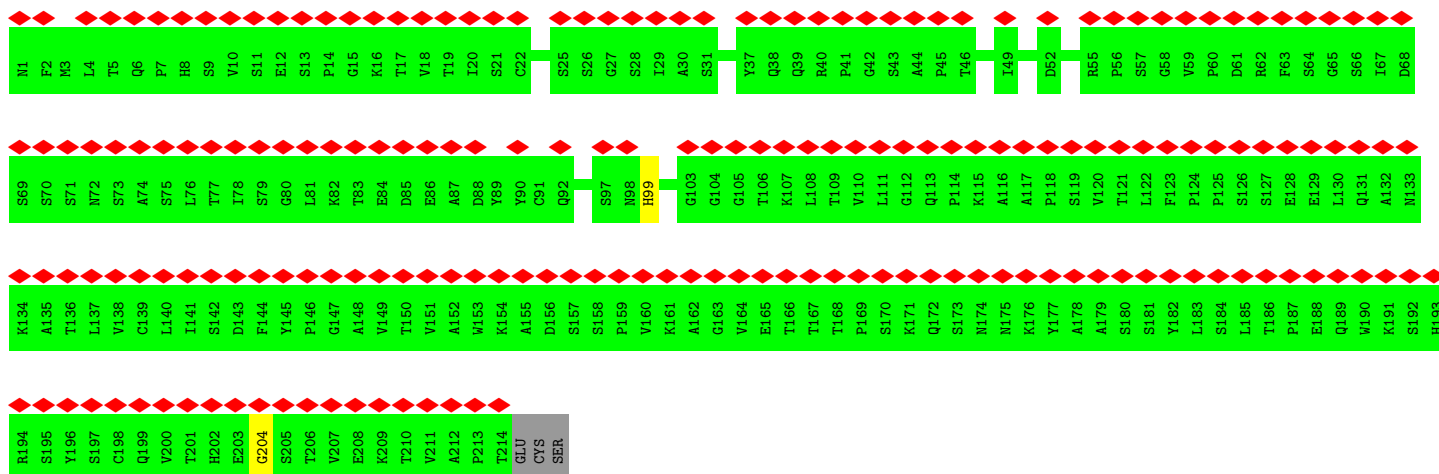 N1 F2 M3 L4 T5 Q6 P7 H8 S9 V10 S11 E12 S13 P14 G15 K16 T17 V18 T19 I20 S21 C22 S25 S26 G27 S28 I29 A30 S31 Y37 Q38 Q39 R40 P41 G42 S43 A44 P45 T46 I49 D52 R55 P56 S57 G58 V59 P60 D61 R62 F63 S64 G65 S66 I67 D68
S69 S70 S71 N72 S73 A74 S75 L76 T77 I78 S79 G80 L81 K82 T83 E84 D85 E86 A87 D88 Y89 Y90 C91 Q92 S97 N98 H99 G103 G104 G105 T106 K107 L108 T109 V110 L111 G112 Q113 P114 K115 A116 A117 P118 S119 V120 T121 L122 F123 P124 P125 S126 S127 E128 E129 L130 Q131 A132 N133
K134 A135 T136 L137 V138 C139 L140 I141 S142 D143 F144 Y145 P146 G147 A148 V149 T150 V151 A152 W153 K154 A155 D156 S157 S158 P159 V160 K161 A162 G163 V164 E165 T166 T167 T168 P169 S170 K171 Q172 S173 N174 N175 K176 Y177 A178 A179 S180 S181 Y182 L183 S184 L185 T186 P187 E188 Q189 W190 K191 S192 H193
R194 S195 Y196 S197 C198 Q199 V200 T201 H202 E203 G204 S205 T206 V207 E208 K209 T210 V211 A212 P213 T214 GLU CYS SER